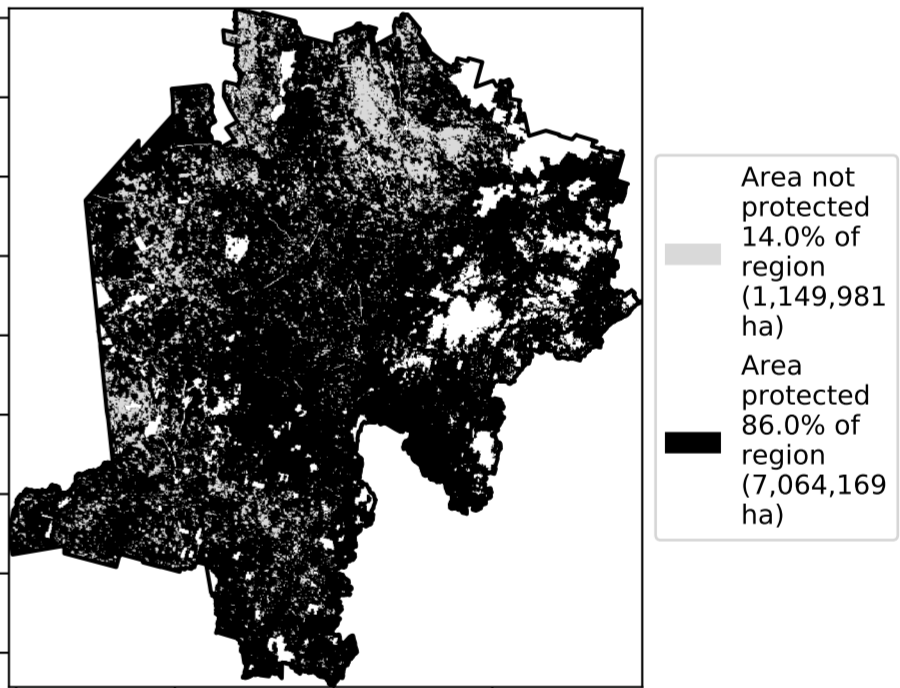 Area not
protected
14.0% of
region
(1,149,981
ha)
Area
protected
86.0% of
region
(7,064,169
ha)